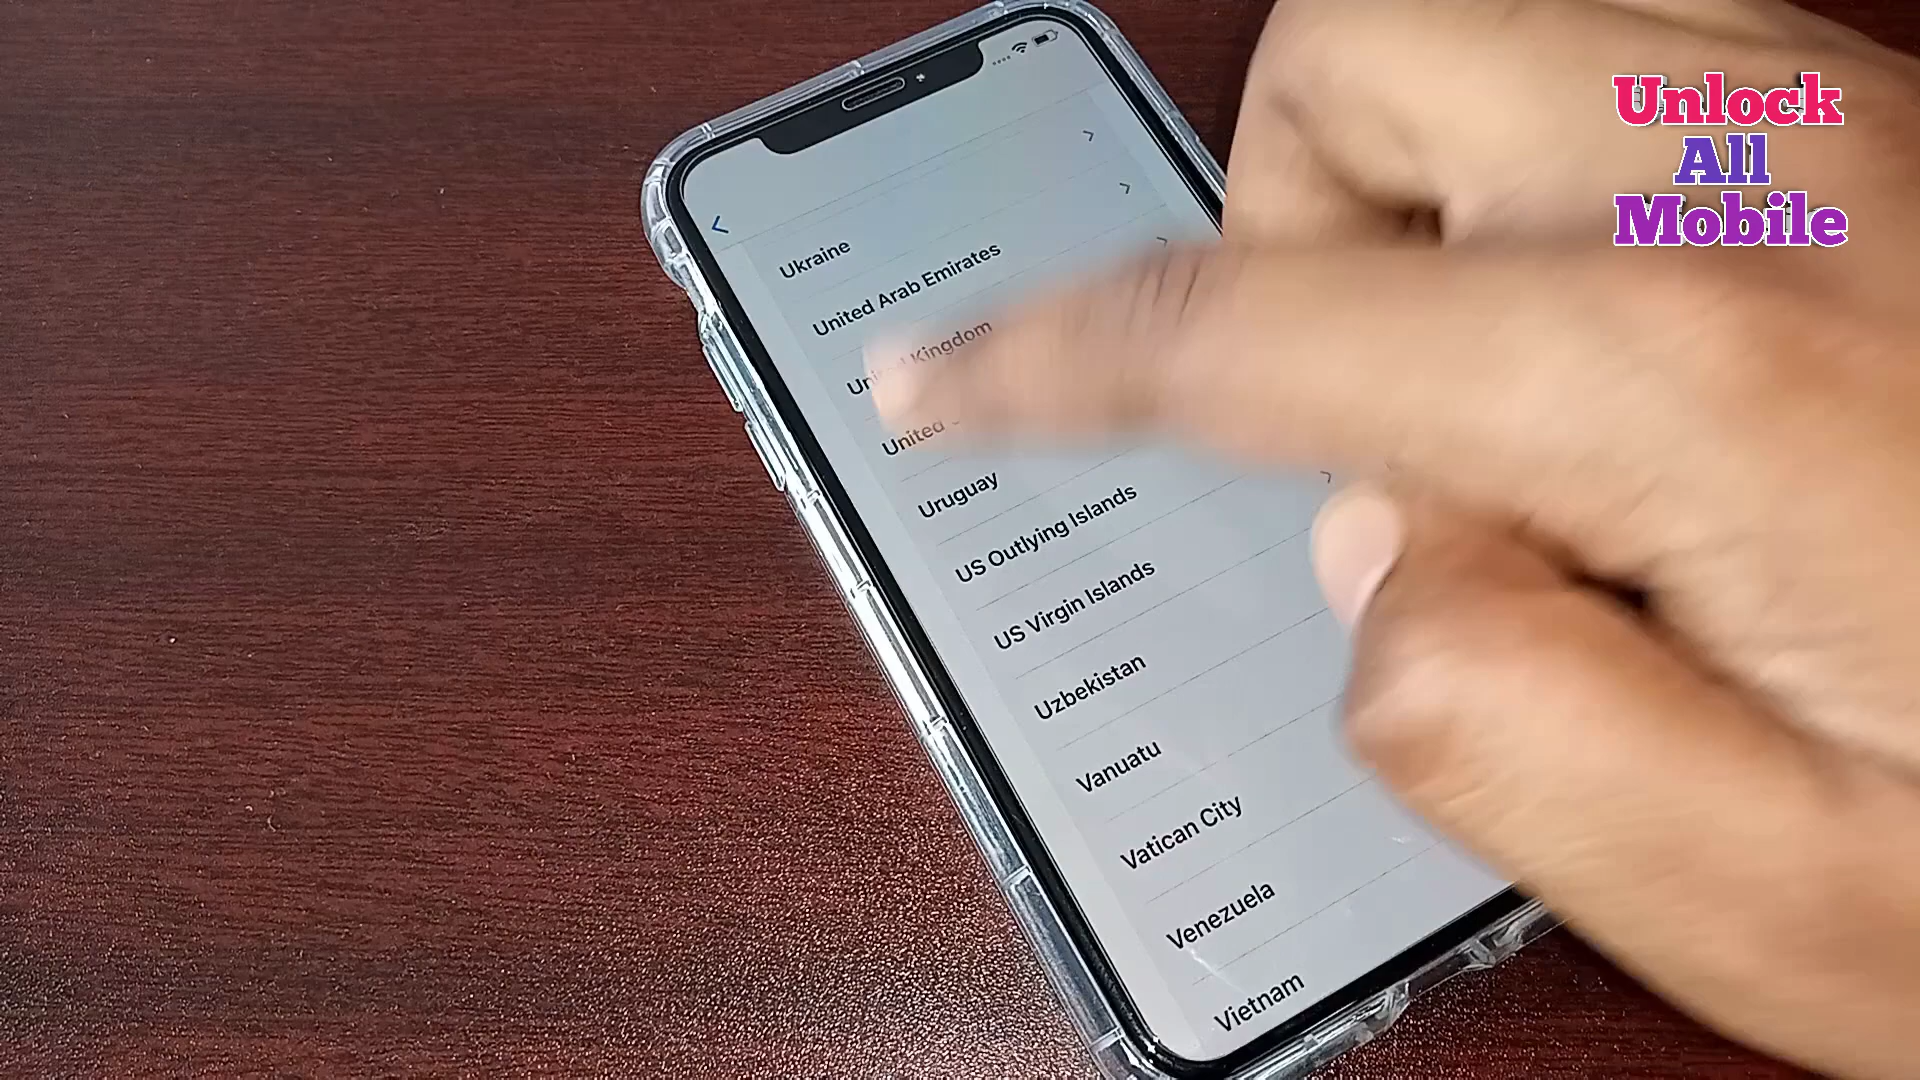 Unlock
All
Mobile
Ukraine
United Arab Emirates
United Kingdom
United
Uruguay
US Outlying Islands
US Virgin Islands
Uzbekistan
Vanuatu
Vatican City
Venezuela
Vietnam